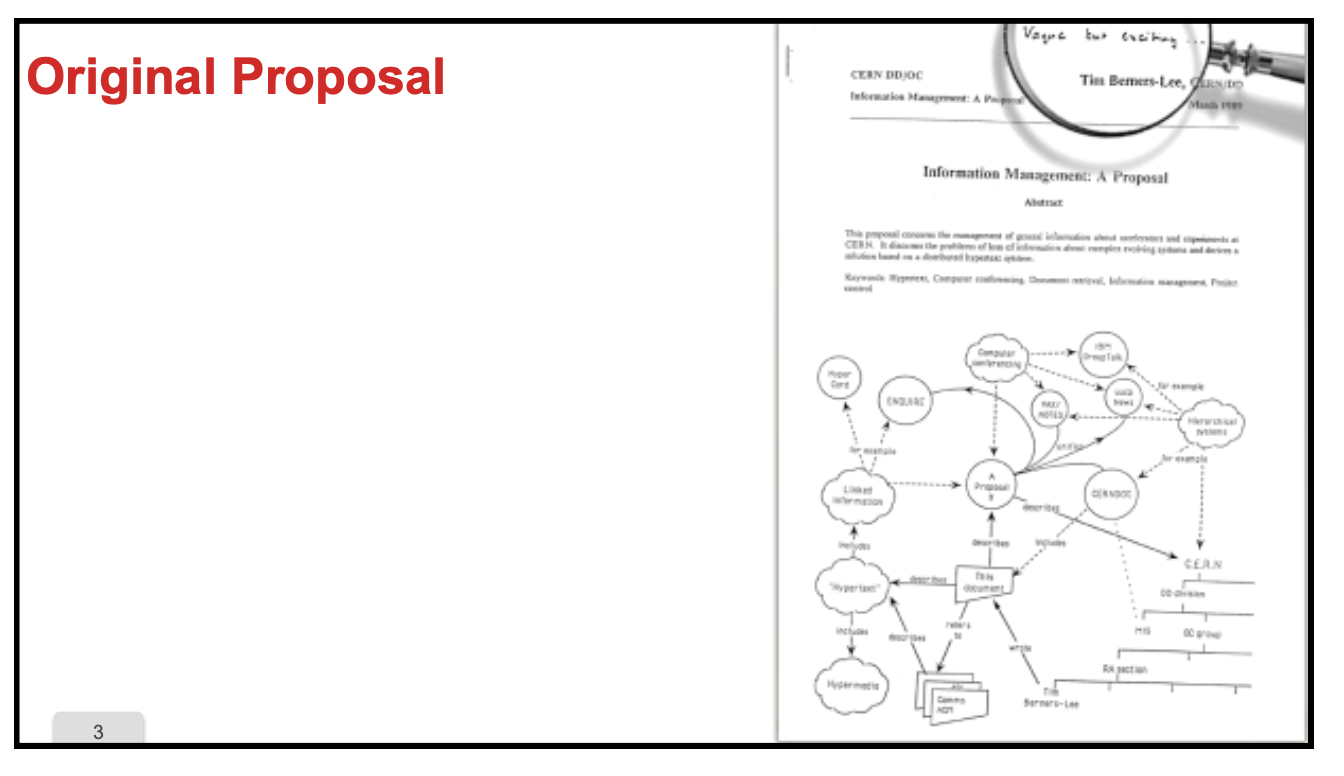 Original Proposal
Vague but exciting ...
CERN DD/OC
Tim Berners-Lee, CERN/DD
Information Management: A Proposal
March 1989
Information Management: A Proposal
Abstract
This proposal concerns the management of general information about accelerators and experiments at
CERN. It discusses the problems of loss of information about complex evolving systems and derives a
solution based on a distributed hypertext system.
Keywords: Hypertext, Computer conferencing, Document retrieval, Information management, Project
control
Computer
conferencing
IBM
GroupTalk
Hyper
Card
ENQUIRE
VAX/
NOTES
uucp
News
for example
Hierarchical
systems
for example
unifies
for example
Linked
information
A
Proposal
CERNDOC
describes
includes
describes
includes
C.E.R.N
"Hypertext"
describes
This
document
DD division
includes
describes
refers
to
wrote
MIS
OC group
RA section
Hypermedia
Comms
ACM
Tim
Berners-Lee
3